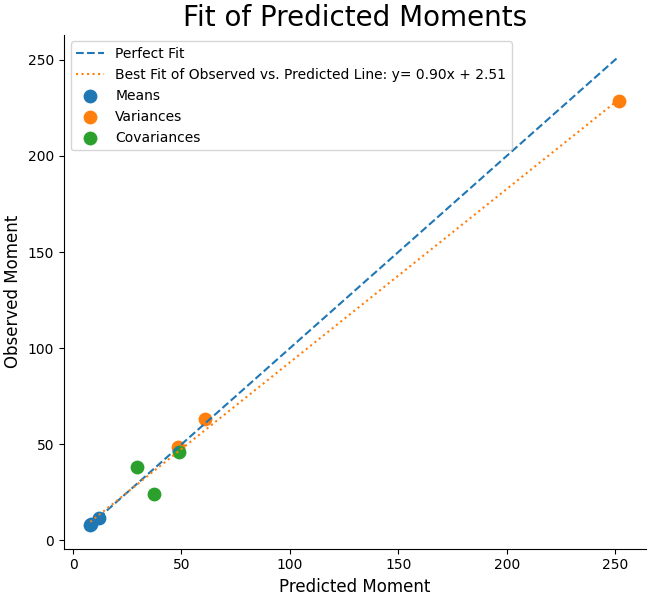 Fit of Predicted Moments
Perfect Fit
Best Fit of Observed vs. Predicted Line: y= 0.90x + 2.51
Means
Variances
Covariances
250
200
150
100
50
0
Observed Moment
0 50 100 150 200 250
Predicted Moment